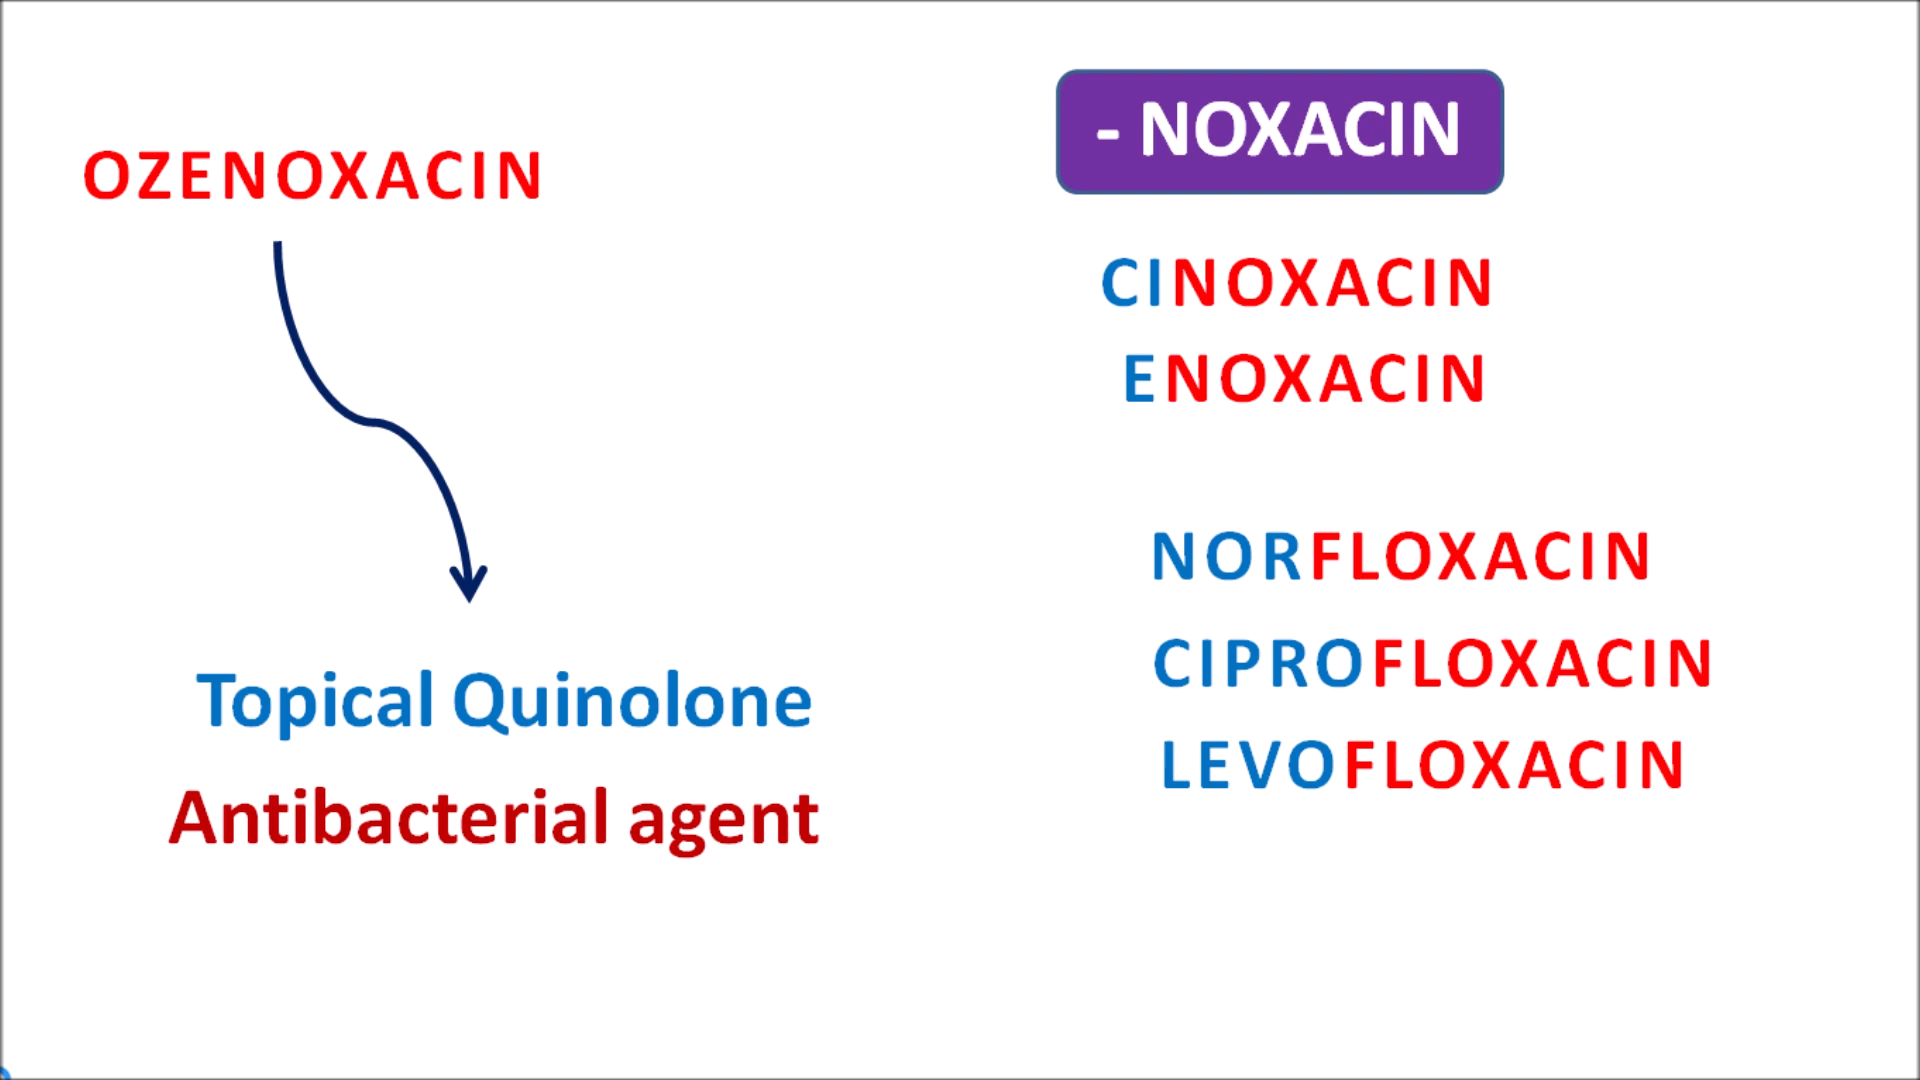 OZENOXACIN
Topical Quinolone
Antibacterial agent
- NOXACIN
CINOXACIN
ENOXACIN
NORFLOXACIN
CIPROFLOXACIN
LEVOFLOXACIN